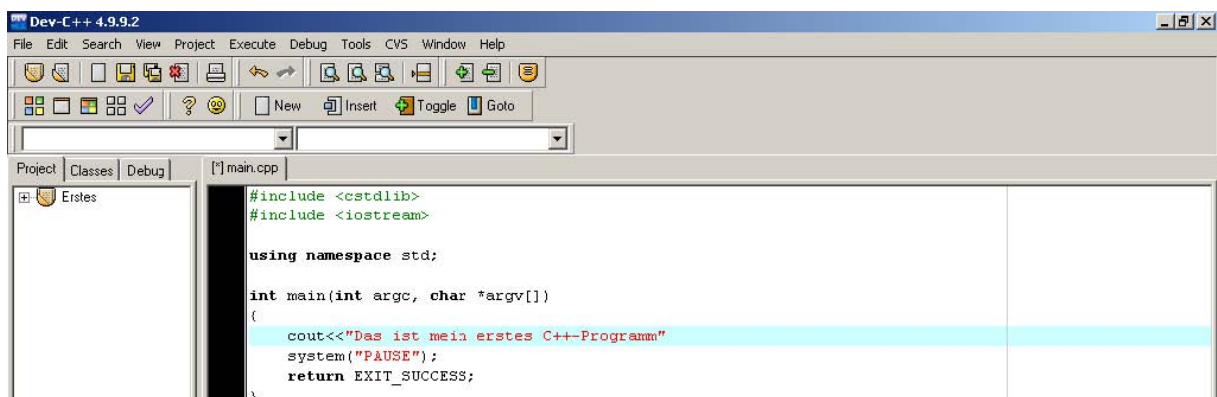 Dev-C++ 4.9.9.2
File Edit Search View Project Execute Debug Tools CVS Window Help
New Insert Toggle Goto
Project Classes Debug [*] main.cpp
Erstes
#include <cstdlib>
#include <iostream>
using namespace std;
int main(int argc, char *argv[])
{
cout<<"Das ist mein erstes C++-Programm"
system("PAUSE");
return EXIT_SUCCESS;
}